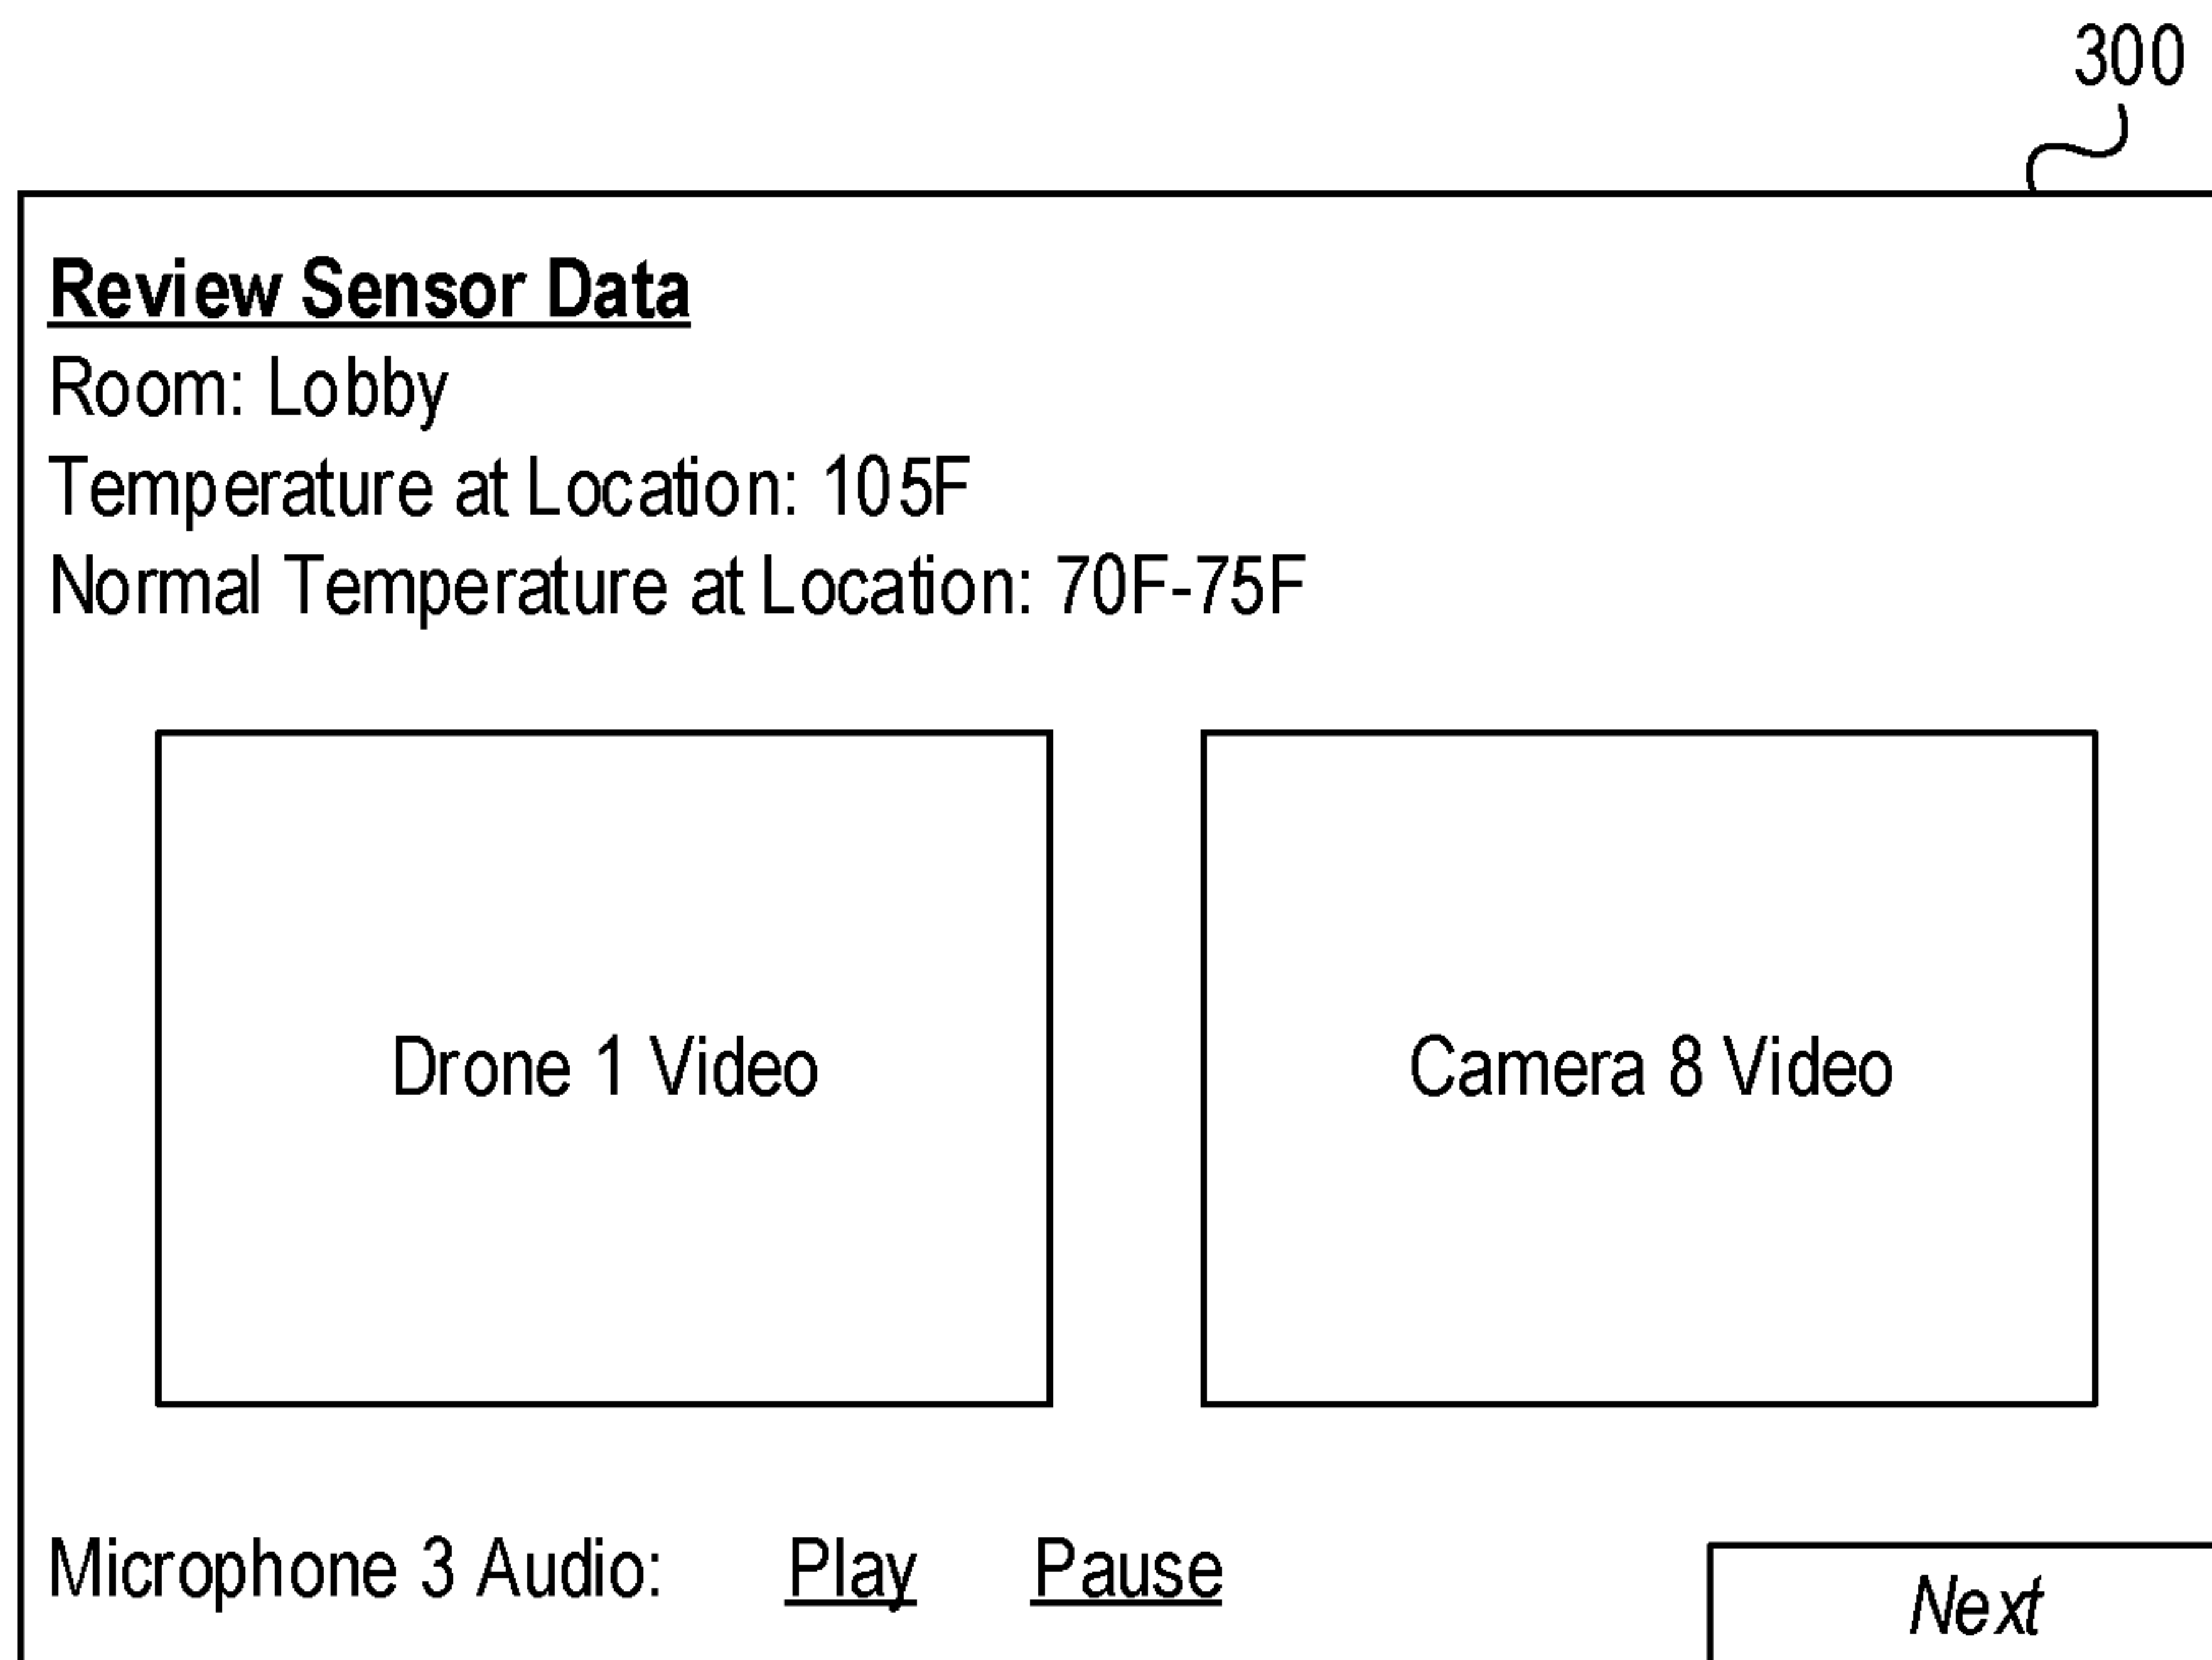 300
Review Sensor Data
Room: Lobby
Temperature at Location: 105F
Normal Temperature at Location: 70F-75F
Drone 1 Video
Camera 8 Video
Microphone 3 Audio: Play Pause
Next